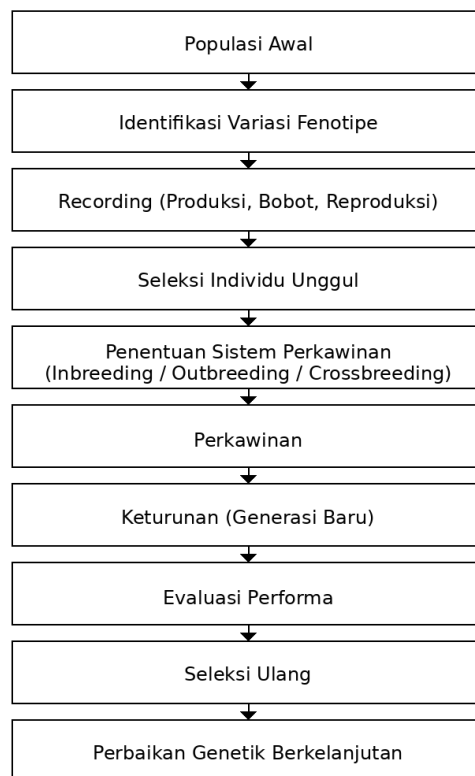 Populasi Awal
Identifikasi Variasi Fenotipe
Recording (Produksi, Bobot, Reproduksi)
Seleksi Individu Unggul
Penentuan Sistem Perkawinan
(Inbreeding / Outbreeding / Crossbreeding)
Perkawinan
Keturunan (Generasi Baru)
Evaluasi Performa
Seleksi Ulang
Perbaikan Genetik Berkelanjutan